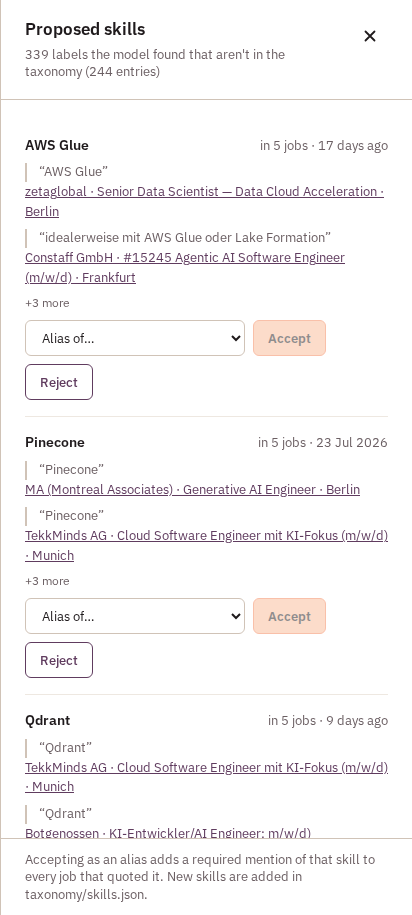 Proposed skills
339 labels the model found that aren't in the
taxonomy (244 entries)
AWS Glue
in 5 jobs · 17 days ago
“AWS Glue”
zetaglobal · Senior Data Scientist — Data Cloud Acceleration ·
Berlin
“idealerweise mit AWS Glue oder Lake Formation”
Constaff GmbH · #15245 Agentic AI Software Engineer
(m/w/d) · Frankfurt
+3 more
Alias of...
Accept
Reject
Pinecone
in 5 jobs · 23 Jul 2026
“Pinecone”
MA (Montreal Associates) · Generative AI Engineer · Berlin
“Pinecone”
TekkMinds AG · Cloud Software Engineer mit KI-Fokus (m/w/d)
· Munich
+3 more
Alias of...
Accept
Reject
Qdrant
in 5 jobs · 9 days ago
“Qdrant”
TekkMinds AG · Cloud Software Engineer mit KI-Fokus (m/w/d)
· Munich
“Qdrant”
Botgenossen · KI-Entwickler/AI Engineer: m/w/d)
Accepting as an alias adds a required mention of that skill to
every job that quoted it. New skills are added in
taxonomy/skills.json.